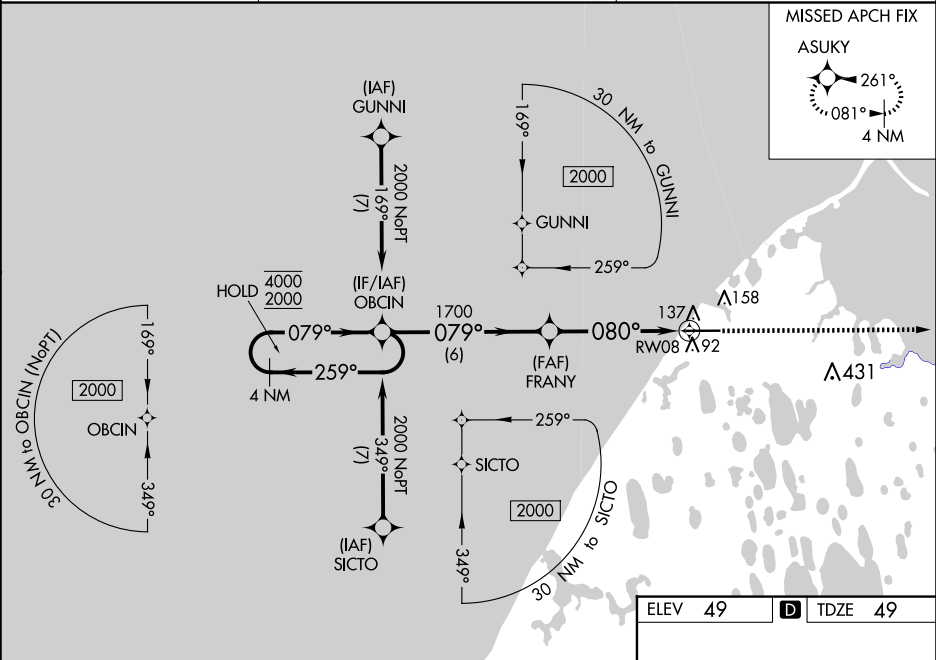 MISSED APCH FIX
ASUKY
261°
081°
4 NM
(IAF)
GUNNI
2000 NoPT
169°
(7)
169°
30 NM to GUNNI
2000
GUNNI
259°
HOLD
4000
2000
(IF/IAF)
OBCIN
079°
259°
4 NM
1700
079°
(6)
(FAF)
FRANY
080°
RW08
137
158
92
431
30 NM to OBCIN (NoPT)
169°
2000
OBCIN
349°
2000 NoPT
349°
(7)
(IAF)
SICTO
259°
SICTO
2000
349°
30 NM to SICTO
ELEV 49 D TDZE 49